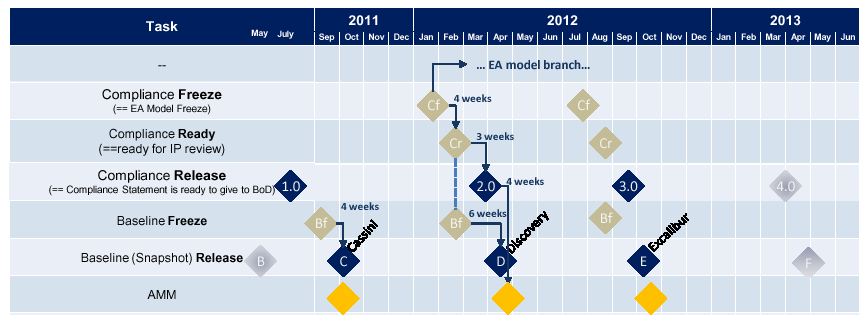 Task
May July
2011
2012
2013
Sep Oct Nov Dec Jan Feb Mar Apr May Jun Jul Aug Sep Oct Nov Dec Jan Feb Mar Apr May Jun
--
... EA model branch...
Compliance Freeze
(== EA Model Freeze)
Cf
4 weeks
Cf
Compliance Ready
(==ready for IP review)
Cr
3 weeks
Cr
Compliance Release
(== Compliance Statement is ready to give to BoD)
1.0
2.0
4 weeks
3.0
4.0
Baseline Freeze
4 weeks
Bf
Bf
6 weeks
Bf
Baseline (Snapshot) Release
B
C
Cassini
D
Discovery
E
Excalibur
F
AMM